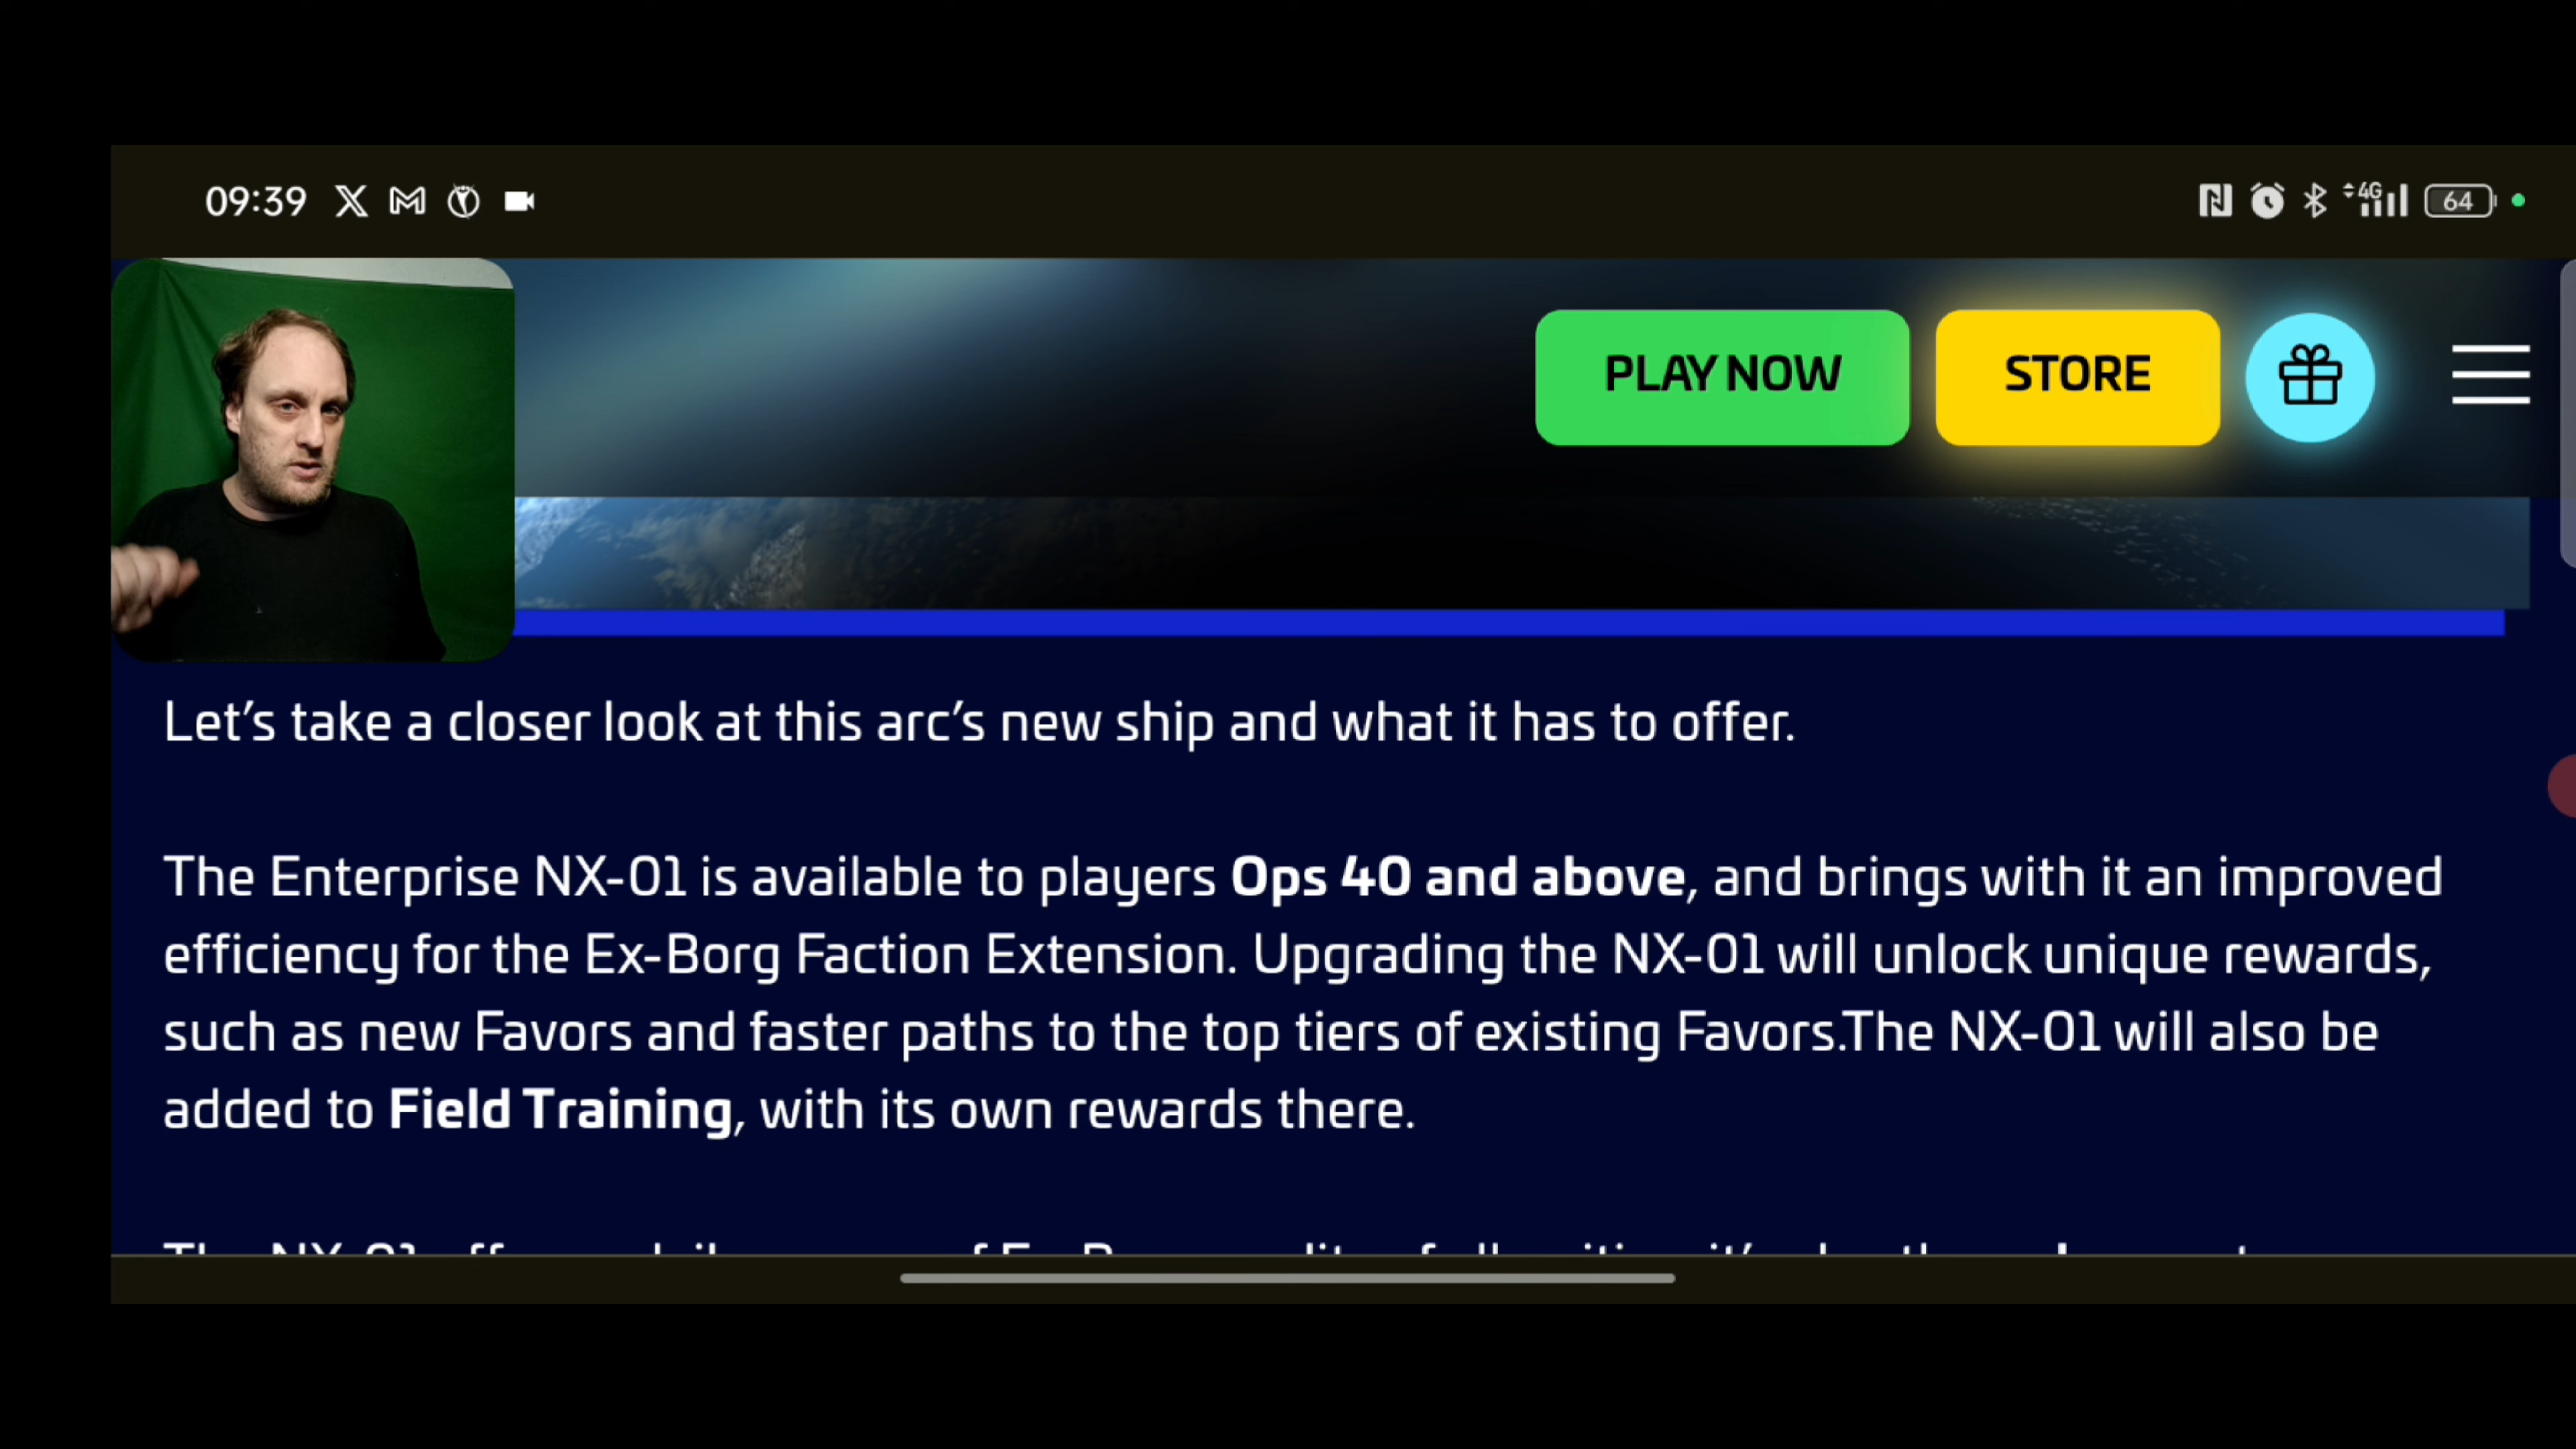 09:39
4G
64
PLAY NOW
STORE
Let's take a closer look at this arc's new ship and what it has to offer.
The Enterprise NX-01 is available to players Ops 40 and above, and brings with it an improved
efficiency for the Ex-Borg Faction Extension. Upgrading the NX-01 will unlock unique rewards,
such as new Favors and faster paths to the top tiers of existing Favors.The NX-01 will also be
added to Field Training, with its own rewards there.